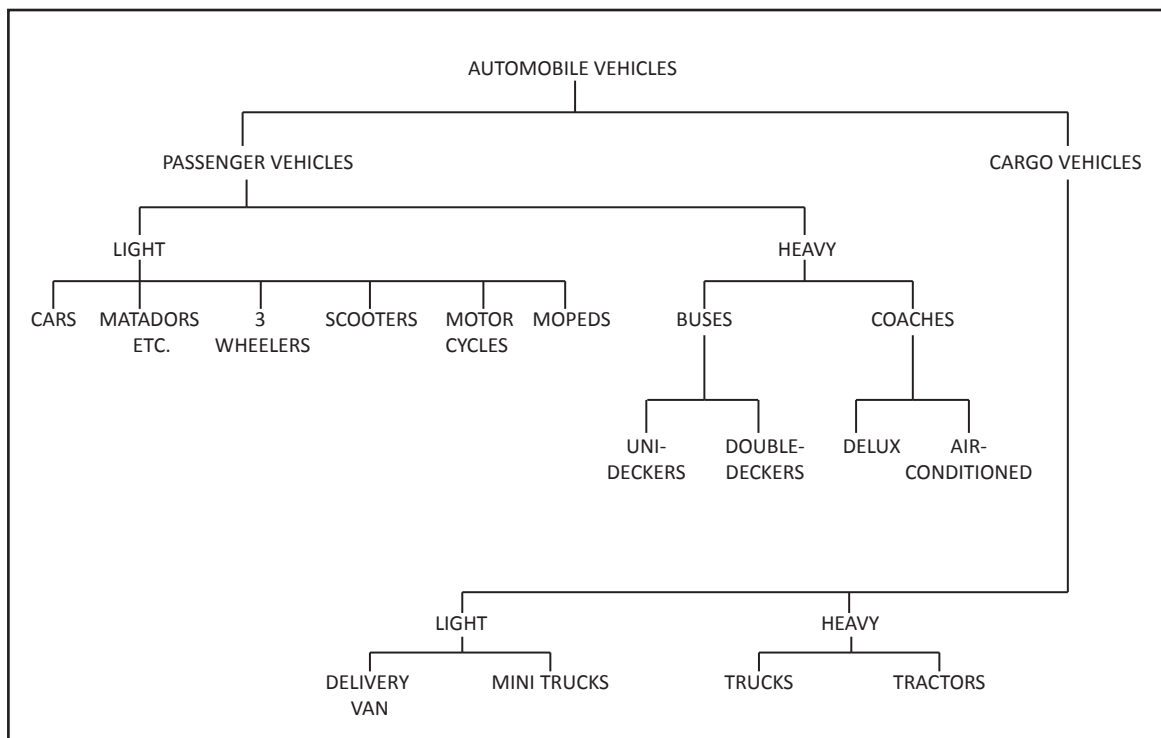 AUTOMOBILE VEHICLES
PASSENGER VEHICLES
CARGO VEHICLES
LIGHT
HEAVY
CARS
MATADORS
ETC.
3
WHEELERS
SCOOTERS
MOTOR
CYCLES
MOPEDS
BUSES
COACHES
UNI-
DECKERS
DOUBLE-
DECKERS
DELUX
AIR-
CONDITIONED
LIGHT
HEAVY
DELIVERY
VAN
MINI TRUCKS
TRUCKS
TRACTORS